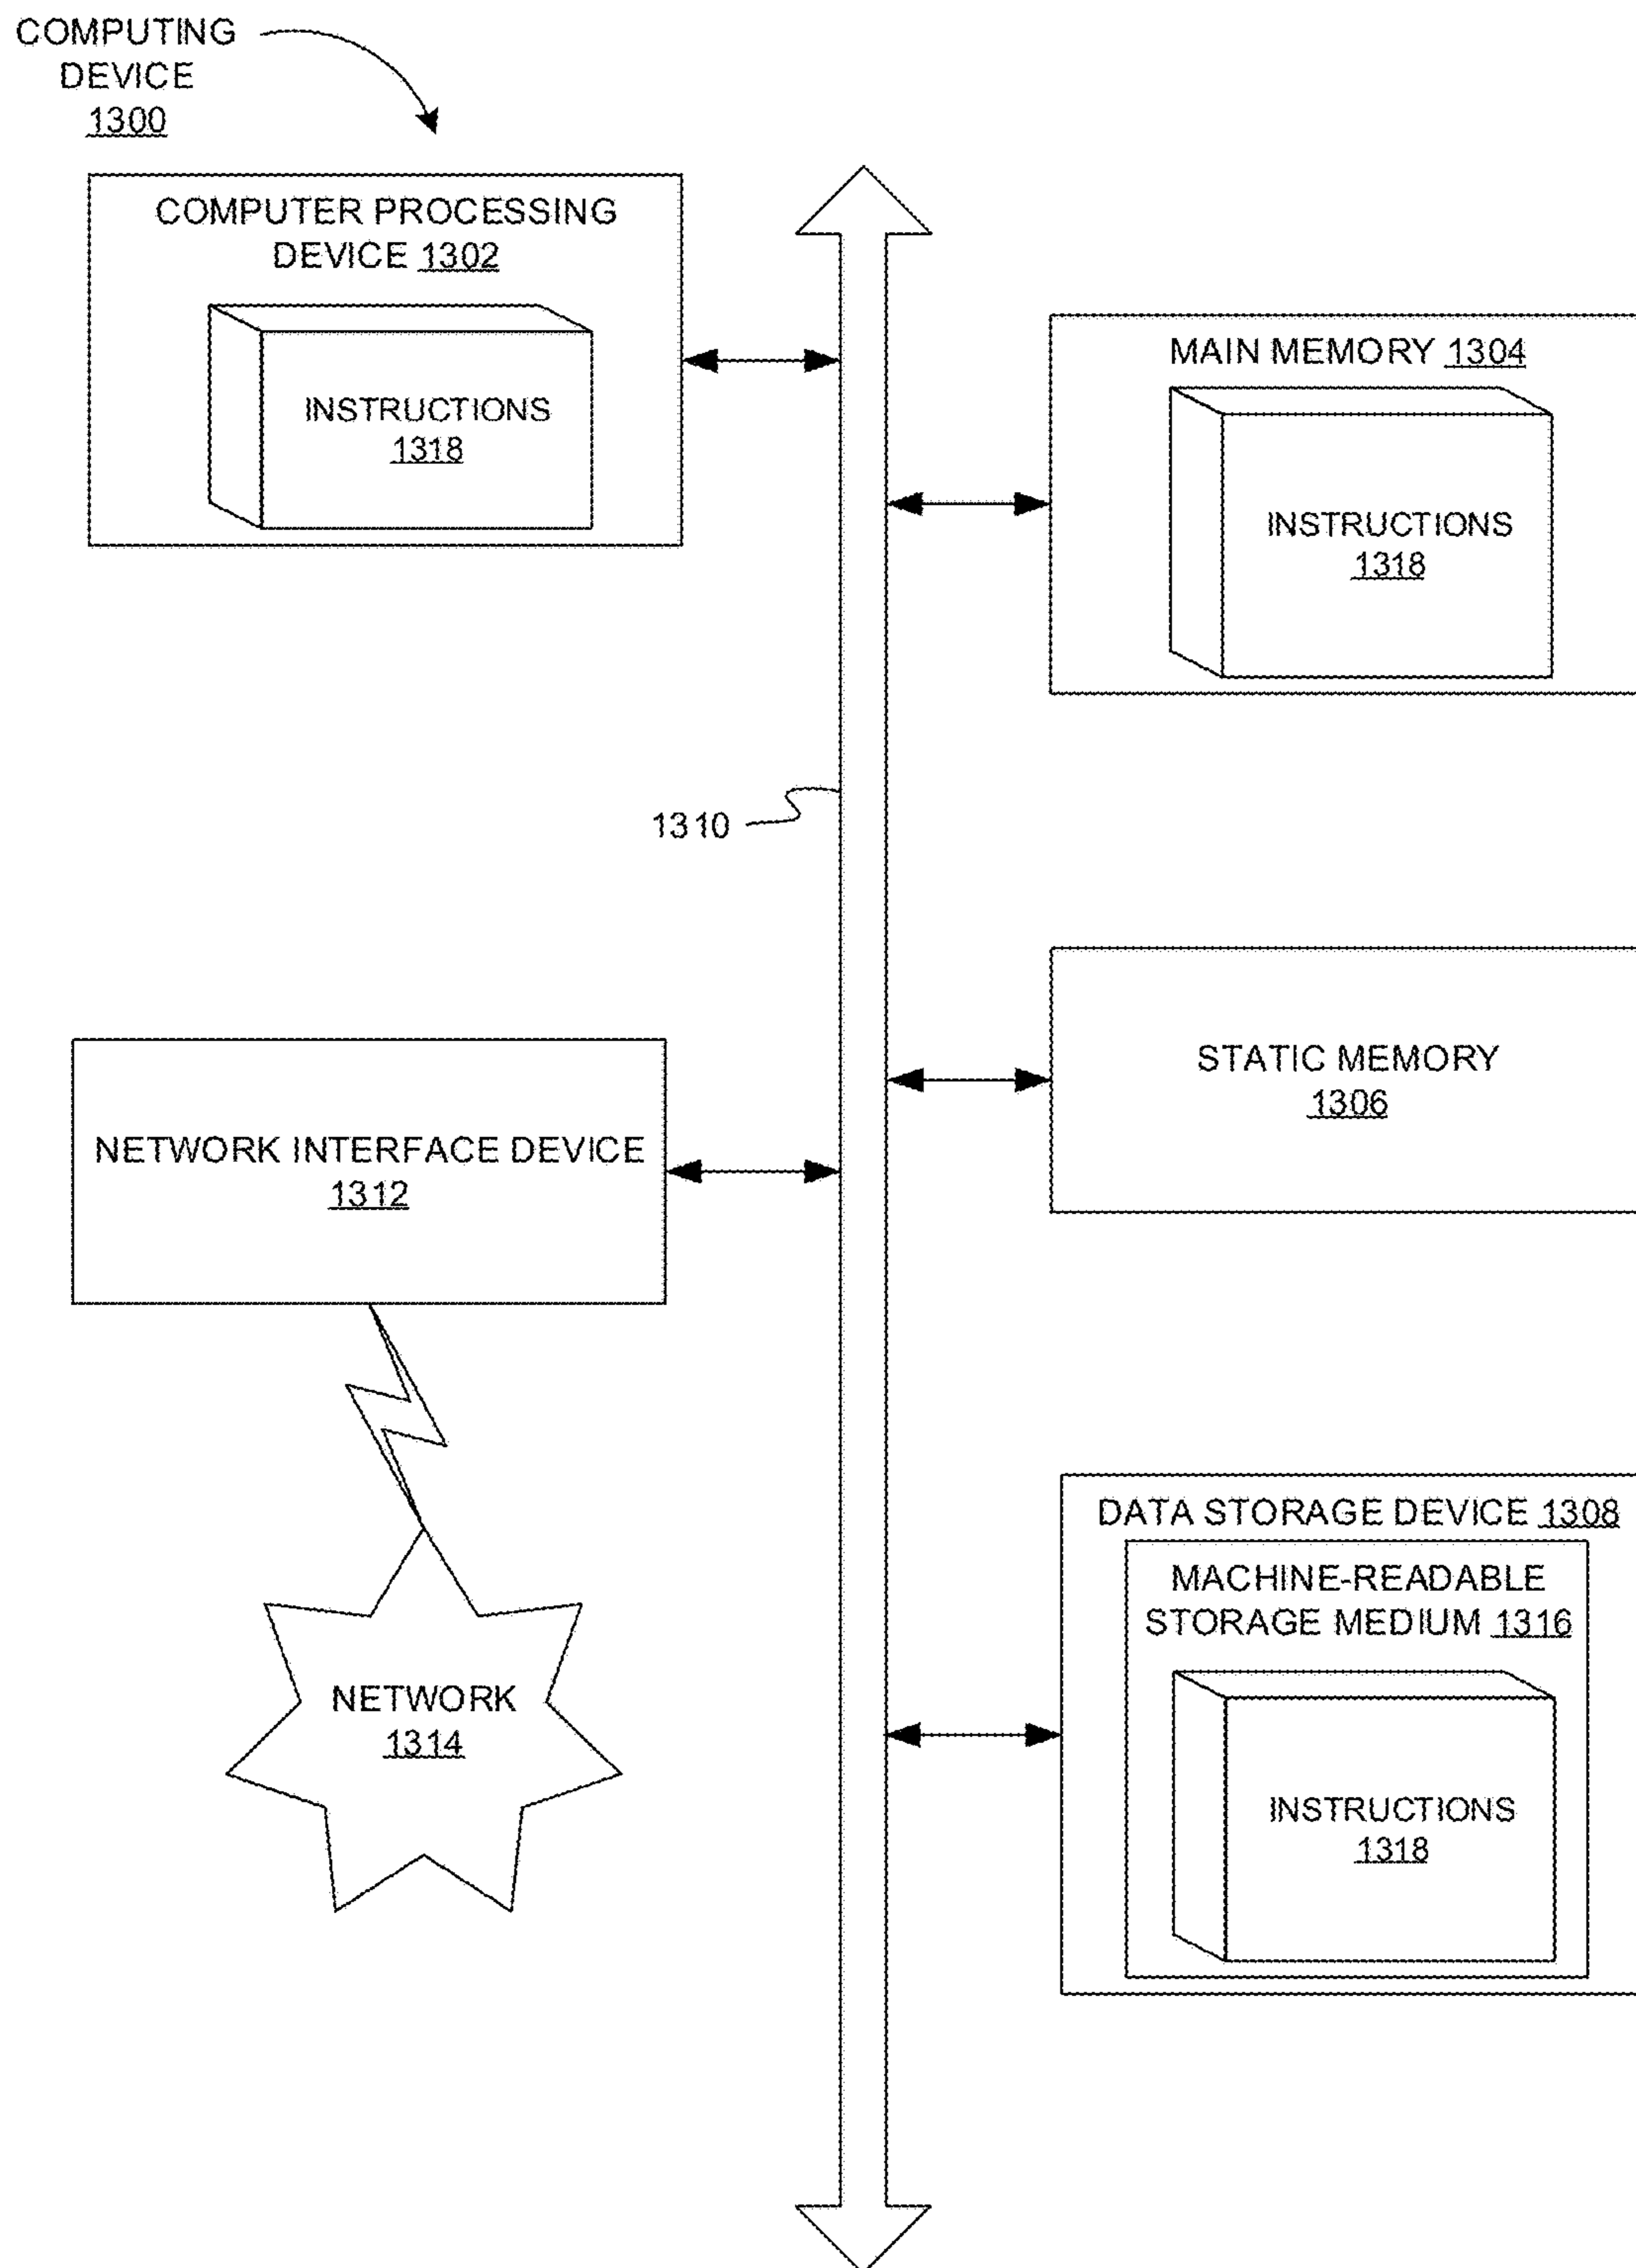 COMPUTING
DEVICE
1300
COMPUTER PROCESSING
DEVICE 1302
INSTRUCTIONS
1318
MAIN MEMORY 1304
INSTRUCTIONS
1318
1310
STATIC MEMORY
1306
NETWORK INTERFACE DEVICE
1312
DATA STORAGE DEVICE 1308
MACHINE-READABLE
STORAGE MEDIUM 1316
INSTRUCTIONS
1318
NETWORK
1314